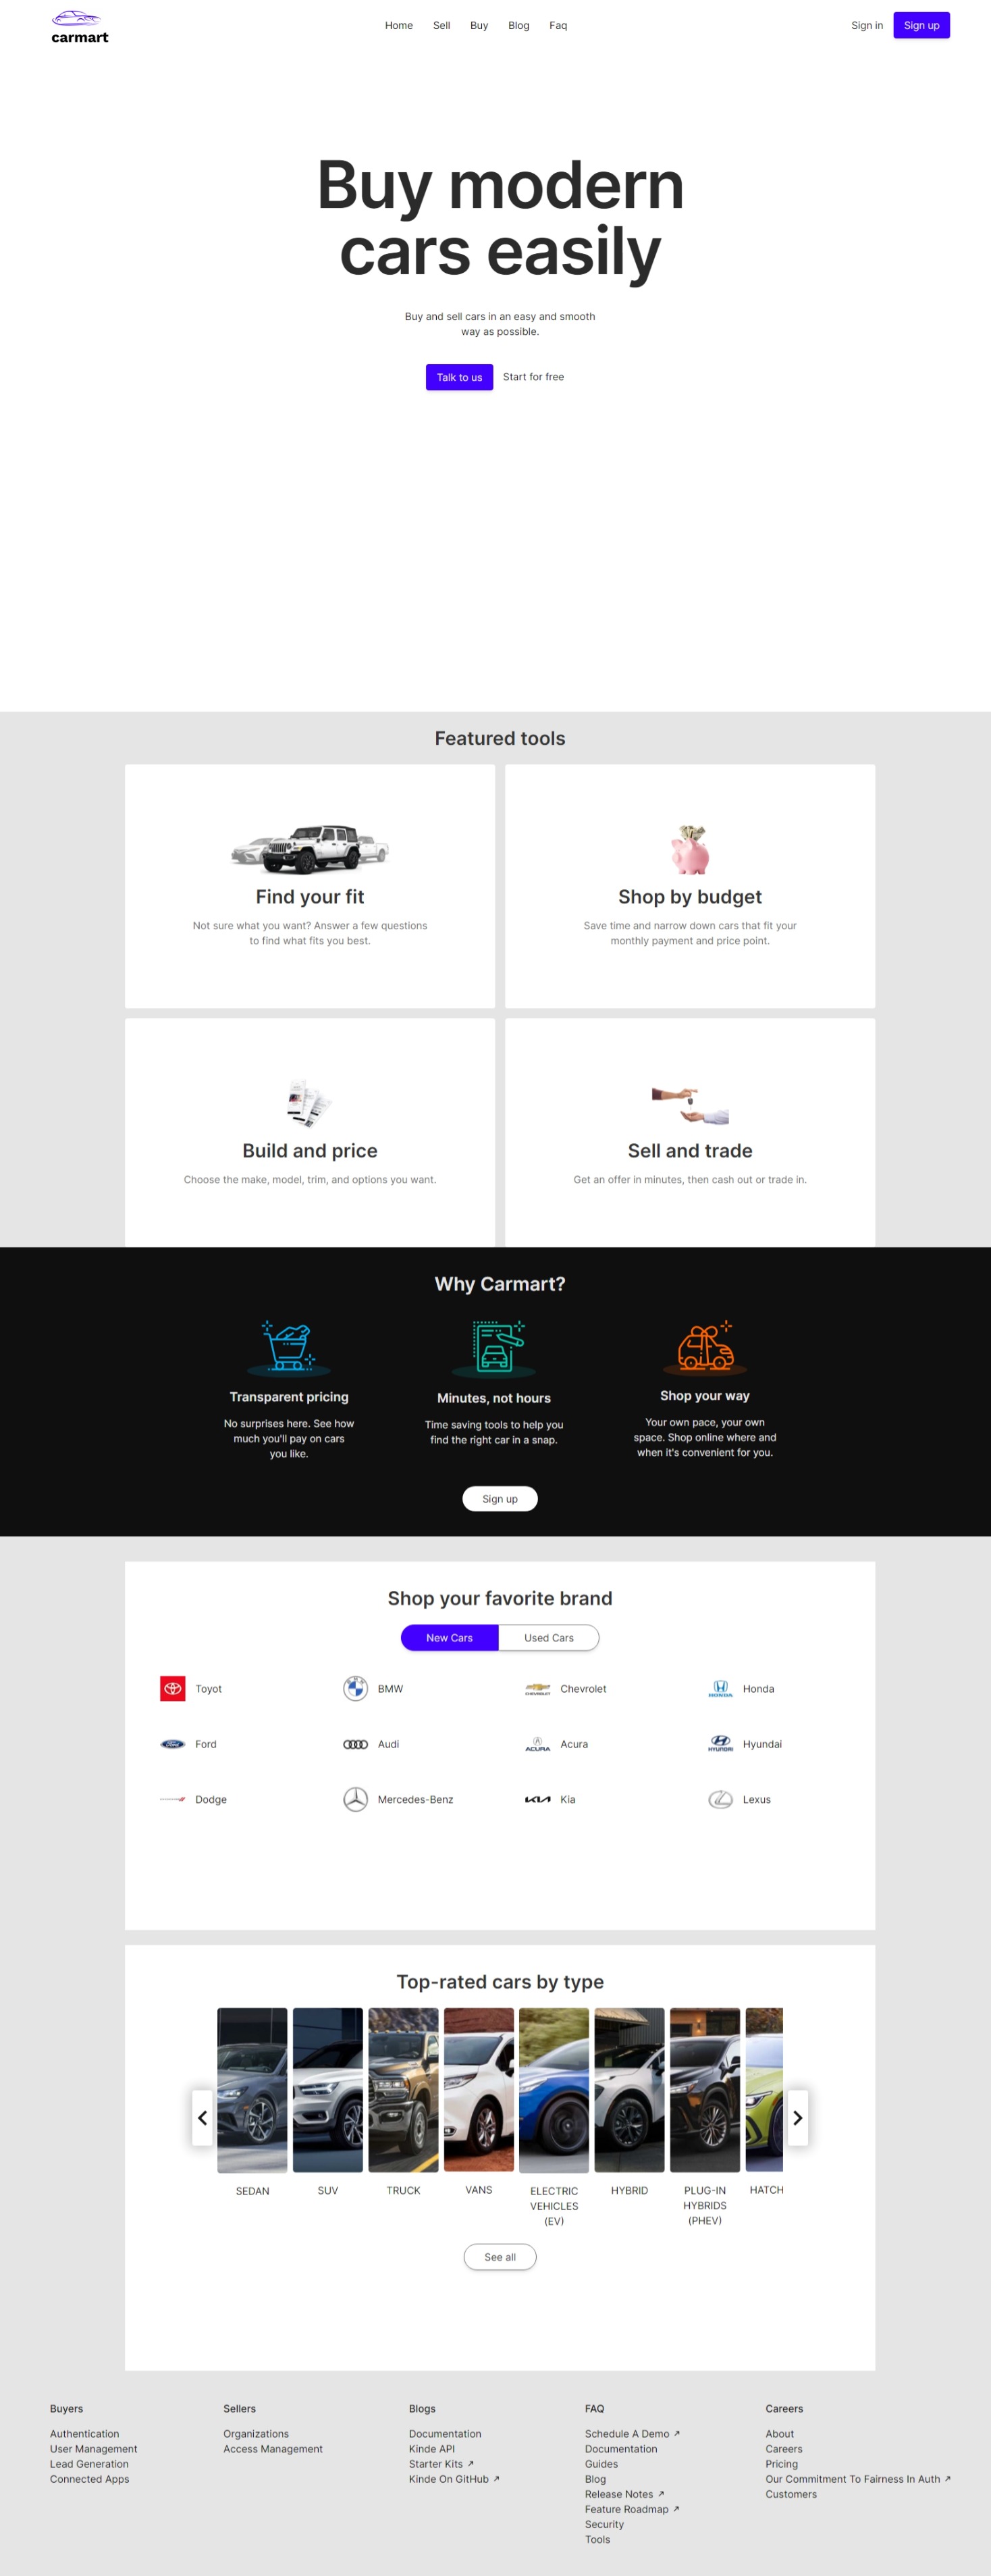 carmart
Home
Sell
Buy
Blog
Faq
Sign in
Sign up
Buy modern
cars easily
Buy and sell cars in an easy and smooth
way as possible.
Talk to us
Start for free
Featured tools
Find your fit
Not sure what you want? Answer a few questions
to find what fits you best.
Shop by budget
Save time and narrow down cars that fit your
monthly payment and price point.
Build and price
Choose the make, model, trim, and options you want.
Sell and trade
Get an offer in minutes, then cash out or trade in.
Why Carmart?
Transparent pricing
No surprises here. See how
much you'll pay on cars
you like.
Minutes, not hours
Time saving tools to help you
find the right car in a snap.
Shop your way
Your own pace, your own
space. Shop online where and
when it's convenient for you.
Sign up
Shop your favorite brand
New Cars
Used Cars
Toyot
BMW
CHEVROLET
Chevrolet
HONDA
Honda
Ford
Ford
Audi
ACURA
Acura
HYUNDAI
Hyundai
Dodge
Mercedes-Benz
KIA
Kia
Lexus
Top-rated cars by type
SEDAN
SUV
TRUCK
VANS
ELECTRIC
VEHICLES
(EV)
HYBRID
PLUG-IN
HYBRIDS
(PHEV)
HATCH
See all
Buyers
Authentication
User Management
Lead Generation
Connected Apps
Sellers
Organizations
Access Management
Blogs
Documentation
Kinde API
Starter Kits ↗
Kinde On GitHub ↗
FAQ
Schedule A Demo ↗
Documentation
Guides
Blog
Release Notes ↗
Feature Roadmap ↗
Security
Tools
Careers
About
Careers
Pricing
Our Commitment To Fairness In Auth ↗
Customers